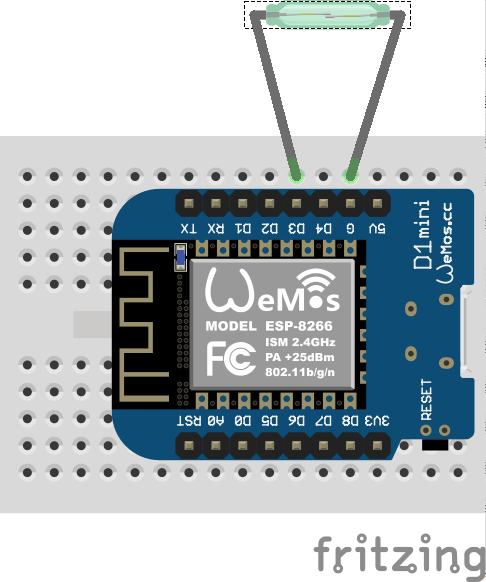 TX RX D1 D2 D3 D4 G 5V
D1 mini
WeMos.cc
WeMos
MODEL ESP-8266
FC ISM 2.4GHz
PA +25dBm
802.11b/g/n
RESET
RST A0 D0 D5 D6 D7 D8 3V3
fritzing